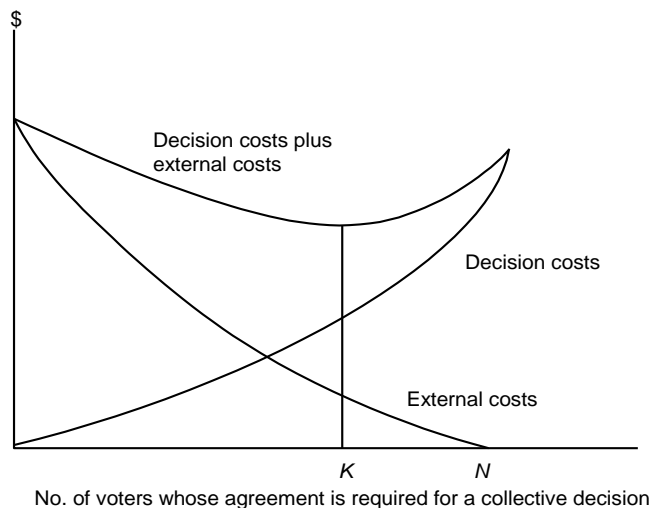 $
Decision costs plus
external costs
Decision costs
External costs
K
N
No. of voters whose agreement is required for a collective decision